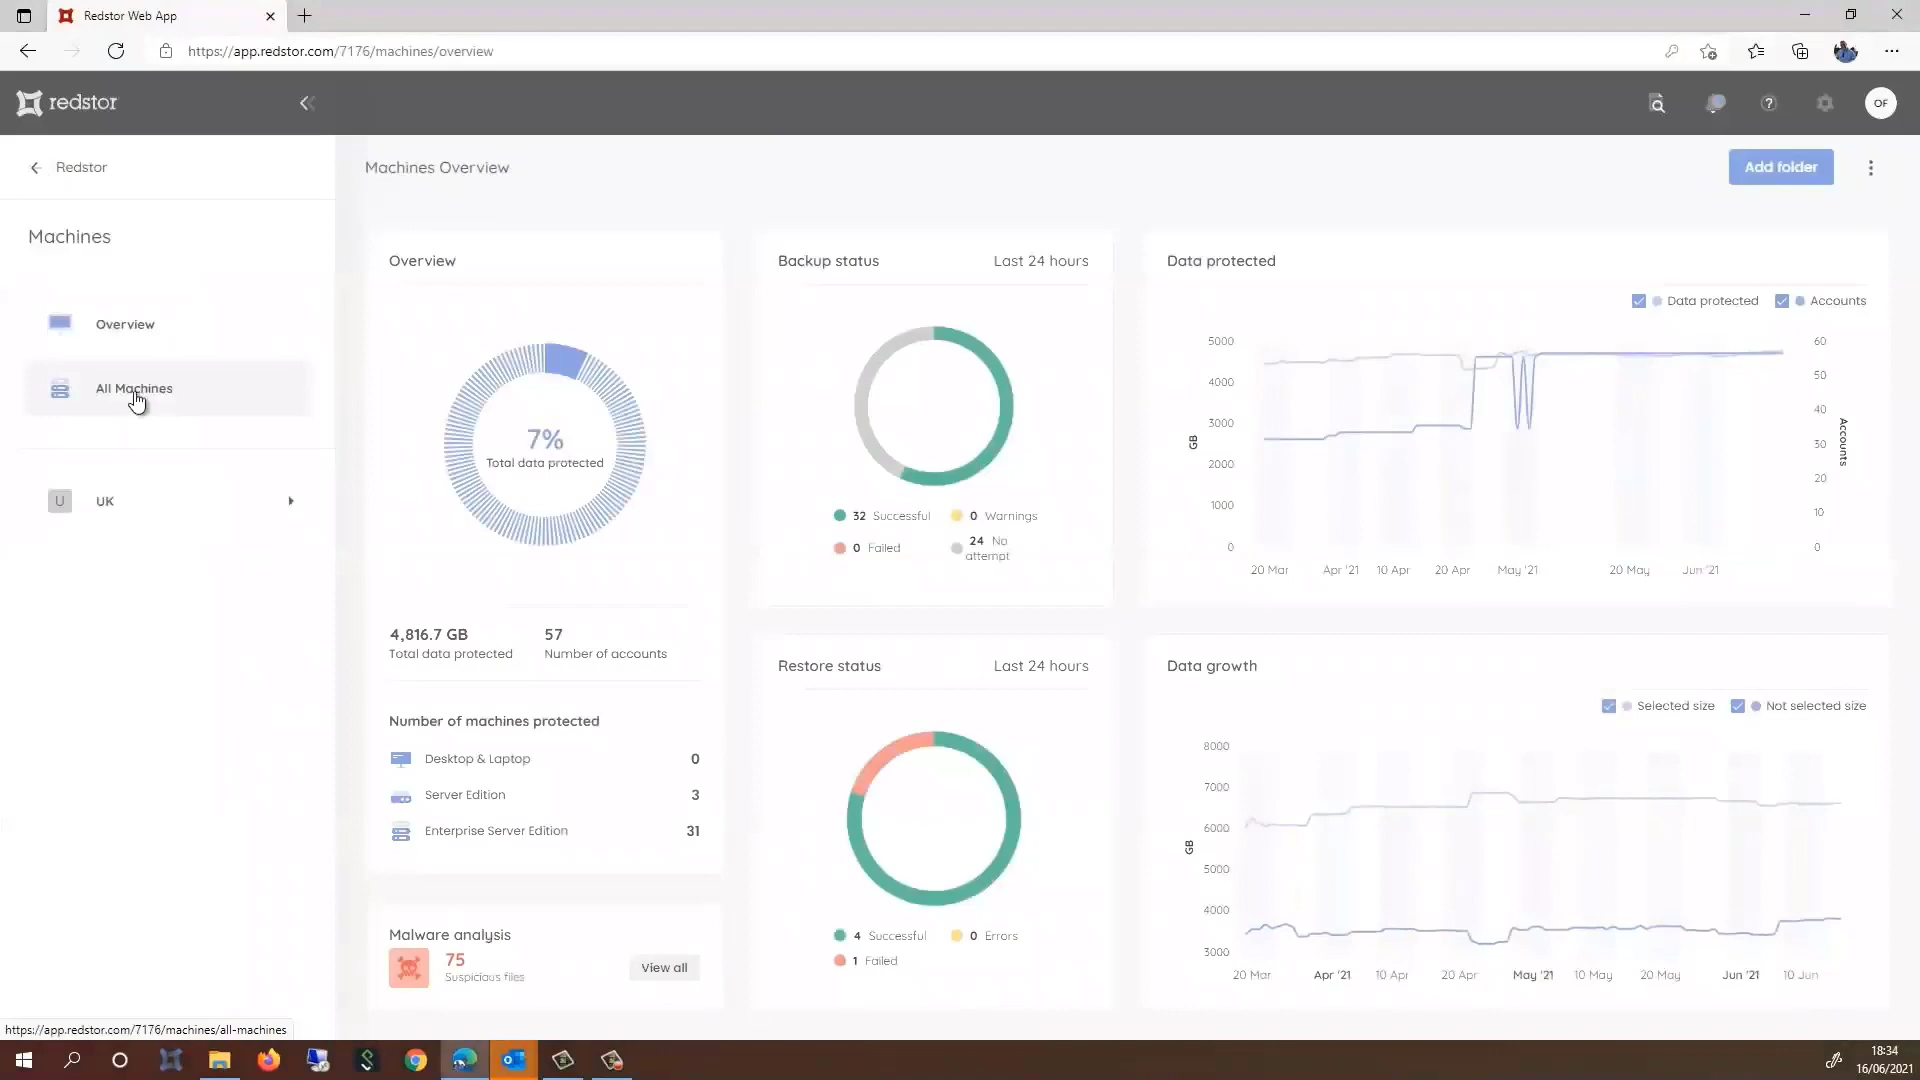 Redstor Web App
https://app.redstor.com/7176/machines/overview
redstor
OF
Redstor
Machines Overview
Add folder
Machines
Overview
All Machines
U UK
Overview
7%
Total data protected
4,816.7 GB 57
Total data protected Number of accounts
Number of machines protected
Desktop & Laptop 0
Server Edition 3
Enterprise Server Edition 31
Malware analysis
75
Suspicious files
View all
Backup status Last 24 hours
32 Successful 0 Warnings
0 Failed 24 No
attempt
Restore status Last 24 hours
4 Successful 0 Errors
1 Failed
Data protected
Data protected Accounts
5000 60
50
4000
40
3000
GB
30
Accounts
2000
20
1000
10
0 0
20 Mar Apr '21 10 Apr 20 Apr May '21 20 May Jun '21
Data growth
Selected size Not selected size
8000
7000
6000
GB
5000
4000
3000
20 Mar Apr '21 10 Apr 20 Apr May '21 10 May 20 May Jun '21 10 Jun
https://app.redstor.com/7176/machines/all-machines
18:34
16/06/2021